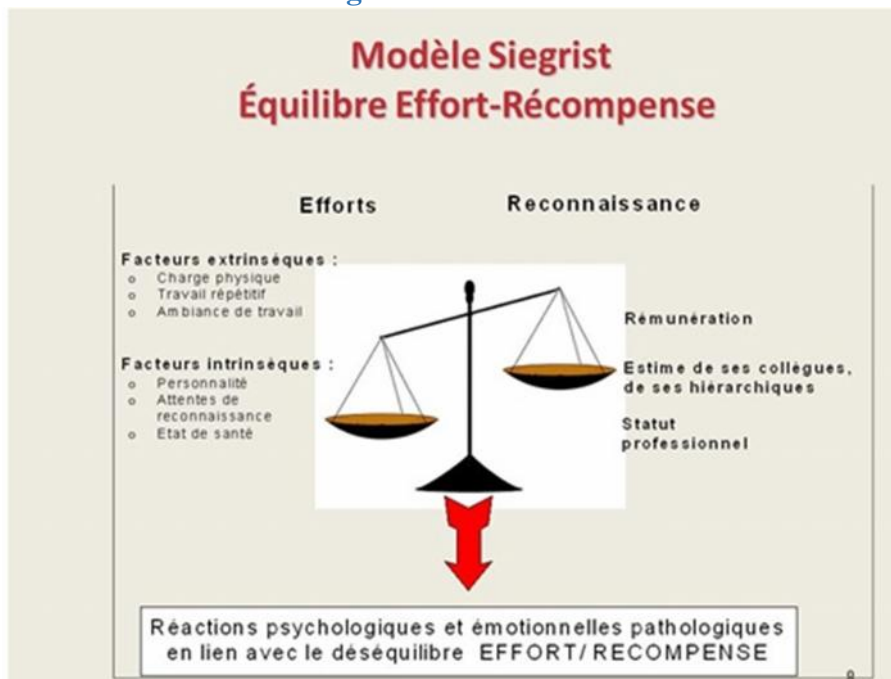 Modèle Siegrist
Équilibre Effort-Récompense
Efforts
Reconnaissance
Facteurs extrinsèques :
o Charge physique
o Travail répétitif
o Ambiance de travail
Facteurs intrinsèques :
o Personnalité
o Attentes de
reconnaissance
o Etat de santé
Rémunération
Estime de ses collègues,
de ses hiérarchiques
Statut
professionnel
Réactions psychologiques et émotionnelles pathologiques
en lien avec le déséquilibre EFFORT/RECOMPENSE